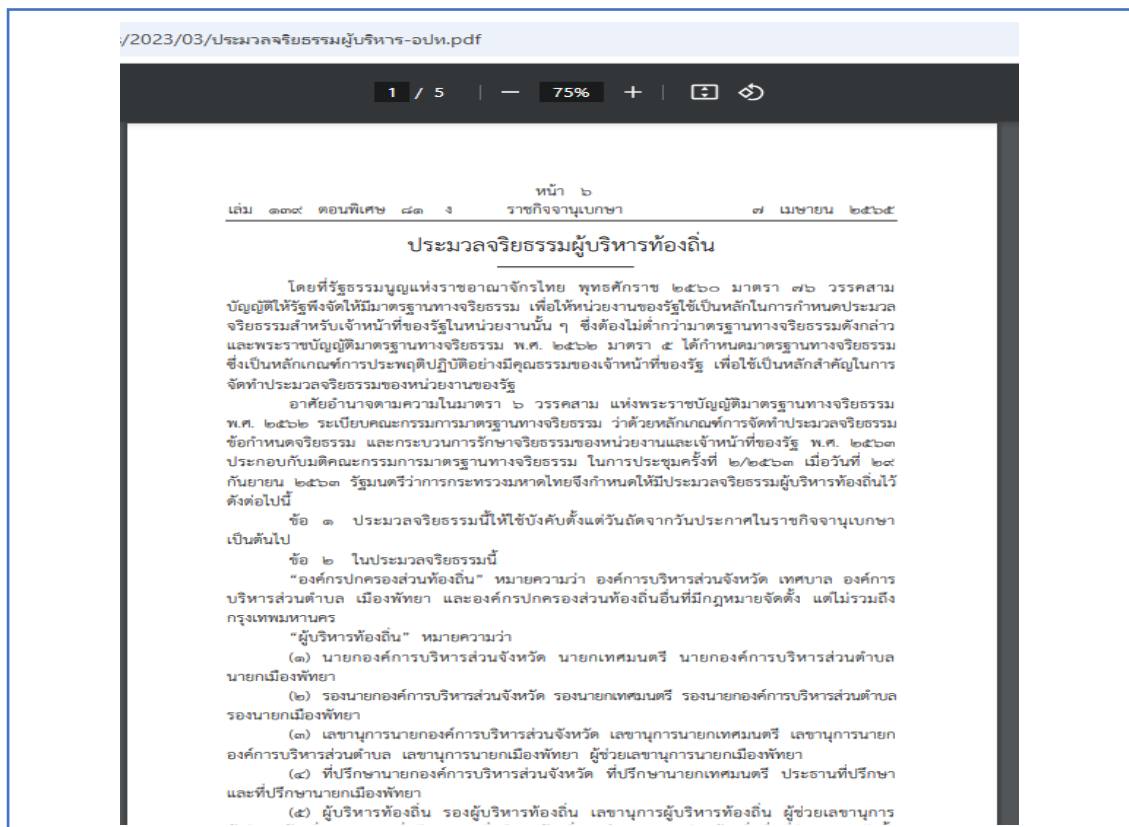 /2023/03/ประมวลจริยธรรมผู้บริหาร-อปท.pdf
1 / 5 | — 75% + |
หน้า ๖
เล่ม ๑๓๙ ตอนพิเศษ ๘๑ ง ราชกิจจานุเบกษา ๗ เมษายน ๒๕๖๕
ประมวลจริยธรรมผู้บริหารท้องถิ่น
โดยที่รัฐธรรมนูญแห่งราชอาณาจักรไทย พุทธศักราช ๒๕๖๐ มาตรา ๗๖ วรรคสาม
บัญญัติให้รัฐพึงจัดให้มีมาตรฐานทางจริยธรรม เพื่อให้หน่วยงานของรัฐใช้เป็นหลักในการกำหนดประมวล
จริยธรรมสำหรับเจ้าหน้าที่ของรัฐในหน่วยงานนั้น ๆ ซึ่งต้องไม่ต่ำกว่ามาตรฐานทางจริยธรรมดังกล่าว
และพระราชบัญญัติมาตรฐานทางจริยธรรม พ.ศ. ๒๕๖๒ มาตรา ๕ ได้กำหนดมาตรฐานทางจริยธรรม
ซึ่งเป็นหลักเกณฑ์การประพฤติปฏิบัติอย่างมีคุณธรรมของเจ้าหน้าที่ของรัฐ เพื่อใช้เป็นหลักสำคัญในการ
จัดทำประมวลจริยธรรมของหน่วยงานของรัฐ
อาศัยอำนาจตามความในมาตรา ๖ วรรคสาม แห่งพระราชบัญญัติมาตรฐานทางจริยธรรม
พ.ศ. ๒๕๖๒ ระเบียบคณะกรรมการมาตรฐานทางจริยธรรม ว่าด้วยหลักเกณฑ์การจัดทำประมวลจริยธรรม
ข้อกำหนดจริยธรรม และกระบวนการรักษาจริยธรรมของหน่วยงานและเจ้าหน้าที่ของรัฐ พ.ศ. ๒๕๖๓
ประกอบกับมติคณะกรรมการมาตรฐานทางจริยธรรม ในการประชุมครั้งที่ ๒/๒๕๖๓ เมื่อวันที่ ๒๙
กันยายน ๒๕๖๓ รัฐมนตรีว่าการกระทรวงมหาดไทยจึงกำหนดให้มีประมวลจริยธรรมผู้บริหารท้องถิ่นไว้
ดังต่อไปนี้
ข้อ ๑ ประมวลจริยธรรมนี้ให้ใช้บังคับตั้งแต่วันถัดจากวันประกาศในราชกิจจานุเบกษา
เป็นต้นไป
ข้อ ๒ ในประมวลจริยธรรมนี้
“องค์กรปกครองส่วนท้องถิ่น” หมายความว่า องค์การบริหารส่วนจังหวัด เทศบาล องค์การ
บริหารส่วนตำบล เมืองพัทยา และองค์กรปกครองส่วนท้องถิ่นอื่นที่มีกฎหมายจัดตั้ง แต่ไม่รวมถึง
กรุงเทพมหานคร
“ผู้บริหารท้องถิ่น” หมายความว่า
(๑) นายกองค์การบริหารส่วนจังหวัด นายกเทศมนตรี นายกองค์การบริหารส่วนตำบล
นายกเมืองพัทยา
(๒) รองนายกองค์การบริหารส่วนจังหวัด รองนายกเทศมนตรี รองนายกองค์การบริหารส่วนตำบล
รองนายกเมืองพัทยา
(๓) เลขานุการนายกองค์การบริหารส่วนจังหวัด เลขานุการนายกเทศมนตรี เลขานุการนายก
องค์การบริหารส่วนตำบล เลขานุการนายกเมืองพัทยา ผู้ช่วยเลขานุการนายกเมืองพัทยา
(๔) ที่ปรึกษานายกองค์การบริหารส่วนจังหวัด ที่ปรึกษานายกเทศมนตรี ประธานที่ปรึกษา
และที่ปรึกษานายกเมืองพัทยา
(๕) ผู้บริหารท้องถิ่น รองผู้บริหารท้องถิ่น เลขานุการผู้บริหารท้องถิ่น ผู้ช่วยเลขานุการ